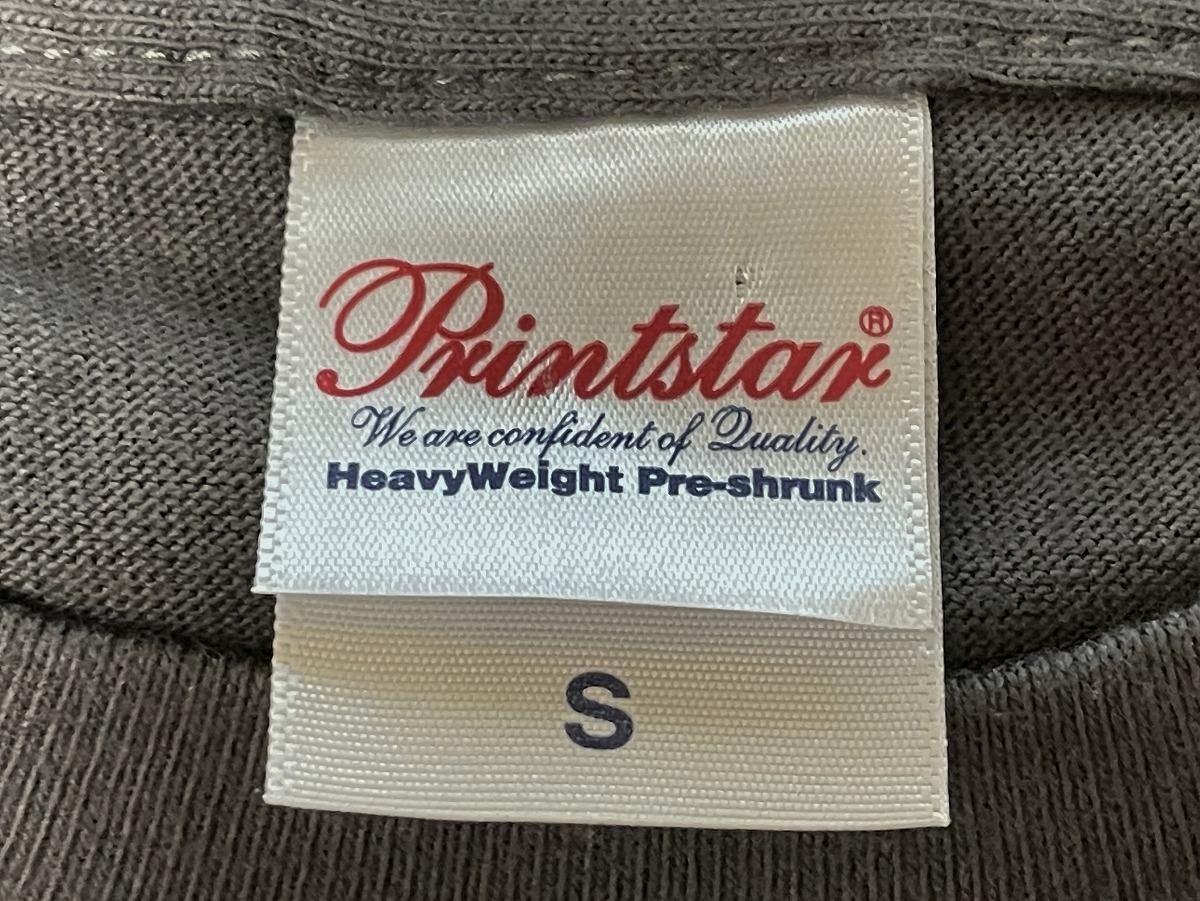 Printstar®
We are confident of Quality.
HeavyWeight Pre-shrunk
S